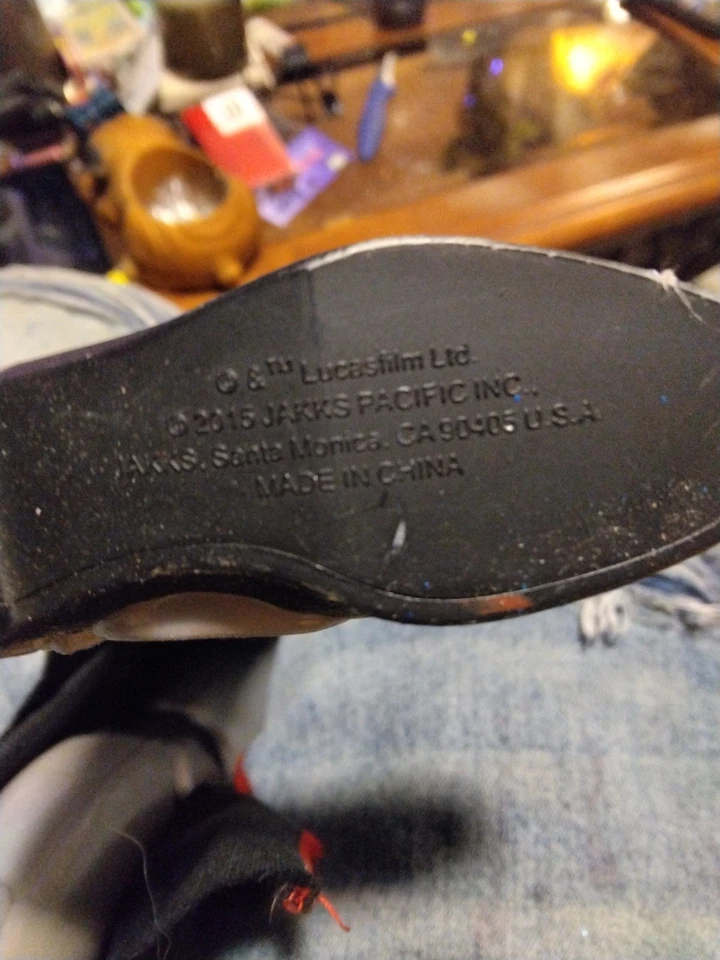 © &™ Lucasfilm Ltd.
© 2015 JAKKS PACIFIC INC.,
JAKKS, Santa Monica, CA 90405 U.S.A
MADE IN CHINA